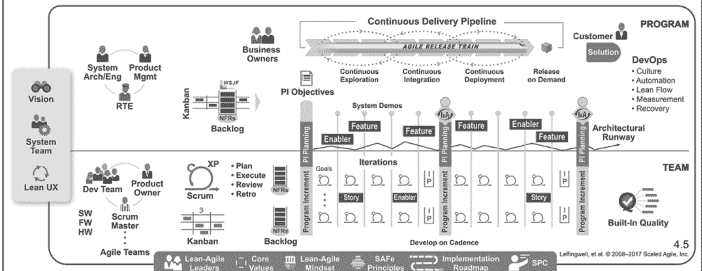 Continuous Delivery Pipeline
PROGRAM
AGILE RELEASE TRAIN
Continuous Exploration
Continuous Integration
Continuous Deployment
Release on Demand
Customer
Solution
DevOps
• Culture
• Automation
• Lean Flow
• Measurement
• Recovery
Business Owners
System Arch/Eng
Product Mgmt
RTE
WSJF
Kanban
NFRs
Backlog
PI Objectives
System Demos
Vision
System Team
Lean UX
PI Planning
Enabler
Feature
Feature
I&A
PI Planning
Feature
Enabler
Feature
I&A
PI Planning
Architectural Runway
TEAM
Dev Team
Product Owner
Scrum Master
SW
FW
HW
Agile Teams
XP
Scrum
Kanban
• Plan
• Execute
• Review
• Retro
NFRs
NFRs
Backlog
Iterations
Program Increment
Goals
Story
Enabler
I P
I P
Program Increment
Story
I P
I P
Program Increment
Develop on Cadence
Built-In Quality
4.5
Leffingwell, et al. © 2008–2017 Scaled Agile, Inc.
Lean-Agile Leaders
Core Values
Lean-Agile Mindset
SAFe Principles
Implementation Roadmap
SPC